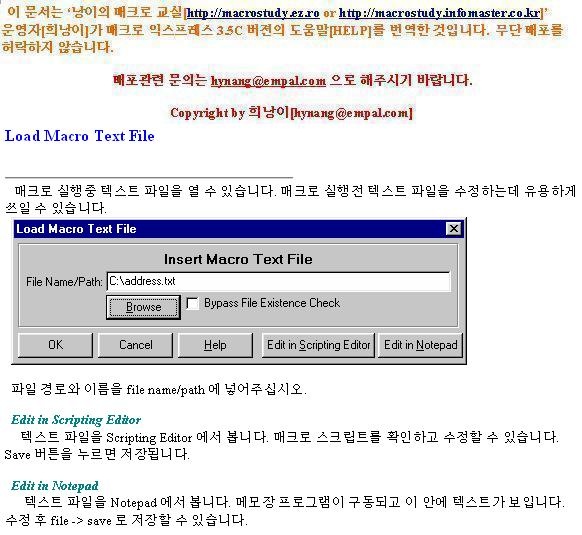 이 문서는 ‘낭이의 매크로 교실[http://macrostudy.ez.ro or http://macrostudy.infomaster.co.kr]’
운영자[희낭이]가 매크로 익스프레스 3.5C 버젼의 도움말[HELP]를 번역한 것입니다. 무단 배포를
허락하지 않습니다.
배포관련 문의는 hynang@empal.com 으로 해주시기 바랍니다.
Copyright by 희낭이[hynang@empal.com]
Load Macro Text File
매크로 실행중 텍스트 파일을 열 수 있습니다. 매크로 실행전 텍스트 파일을 수정하는데 유용하게
쓰일 수 있습니다.
Load Macro Text File
Insert Macro Text File
File Name/Path: C:\address.txt
Browse Bypass File Existence Check
OK Cancel Help Edit in Scripting Editor Edit in Notepad
파일 경로와 이름을 file name/path 에 넣어주십시오.
Edit in Scripting Editor
텍스트 파일을 Scripting Editor 에서 봅니다. 매크로 스크립트를 확인하고 수정할 수 있습니다.
Save 버튼을 누르면 저장됩니다.
Edit in Notepad
텍스트 파일을 Notepad 에서 봅니다. 메모장 프로그램이 구동되고 이 안에 텍스트가 보입니다.
수정 후 file -> save 로 저장할 수 있습니다.